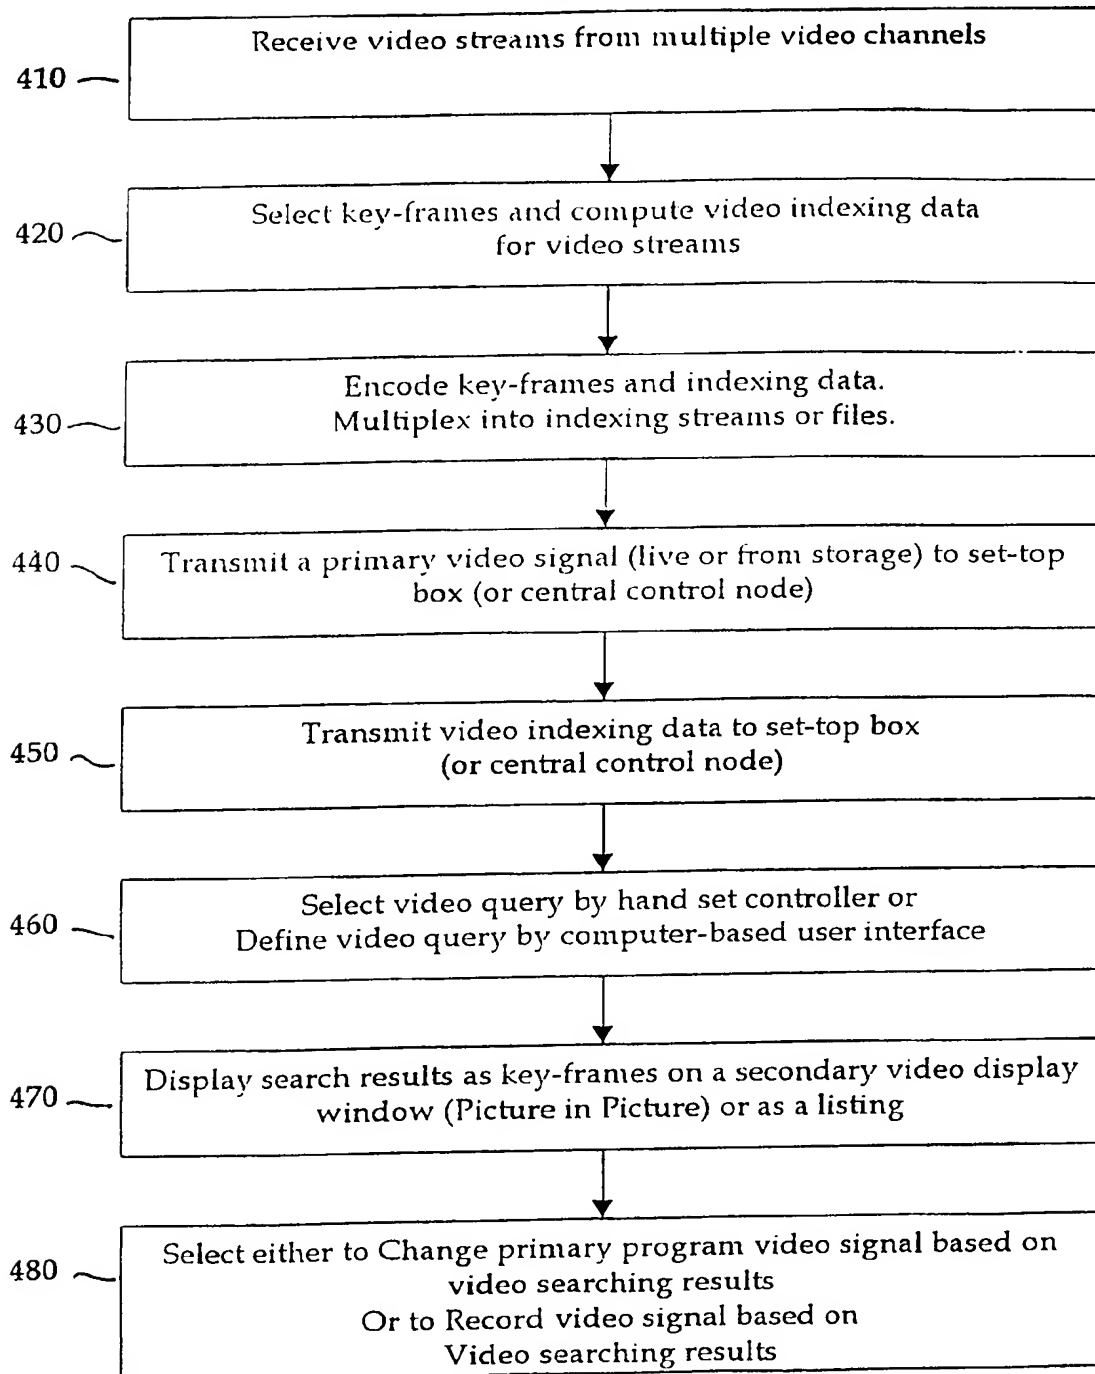 Receive video streams from multiple video channels
410
Select key-frames and compute video indexing data
for video streams
420
Encode key-frames and indexing data.
Multiplex into indexing streams or files.
430
Transmit a primary video signal (live or from storage) to set-top
box (or central control node)
440
Transmit video indexing data to set-top box
(or central control node)
450
Select video query by hand set controller or
Define video query by computer-based user interface
460
Display search results as key-frames on a secondary video display
window (Picture in Picture) or as a listing
470
Select either to Change primary program video signal based on
video searching results
Or to Record video signal based on
Video searching results
480